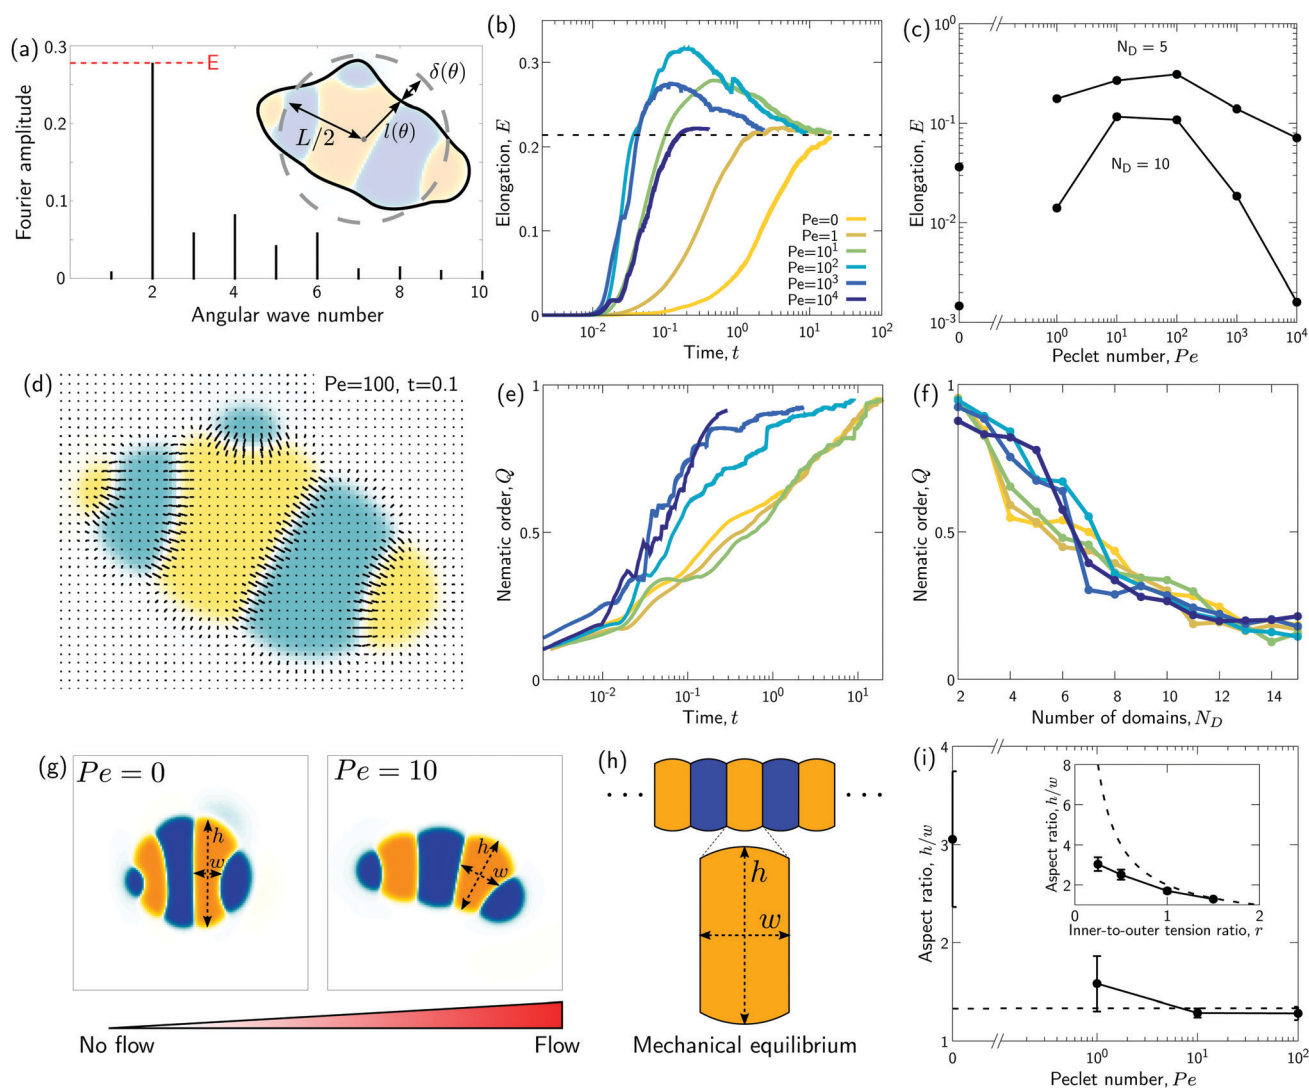 (a)
0.3
0.2
0.1
0
Fourier amplitude
E
δ(θ)
l(θ)
L/2
2 4 6 8 10
Angular wave number
(b)
0.3
0.2
0.1
0
Elongation, E
Pe=0
Pe=1
Pe=10¹
Pe=10²
Pe=10³
Pe=10⁴
10⁻² 10⁻¹ 10⁰ 10¹ 10²
Time, t
(c)
10⁰
10⁻¹
10⁻²
10⁻³
Elongation, E
N_D = 5
N_D = 10
0 10⁰ 10¹ 10² 10³ 10⁴
Peclet number, Pe
(d)
Pe=100, t=0.1
(e)
1
0.5
0
Nematic order, Q
10⁻² 10⁻¹ 10⁰ 10¹
Time, t
(f)
1
0.5
0
Nematic order, Q
2 4 6 8 10 12 14
Number of domains, N_D
(g)
Pe = 0
h
w
Pe = 10
h
w
No flow
Flow
(h)
h
w
Mechanical equilibrium
(i)
4
3
2
1
Aspect ratio, h/w
8
6
4
2
Aspect ratio, h/w
0 1 2
Inner-to-outer tension ratio, r
0 10⁰ 10¹ 10²
Peclet number, Pe